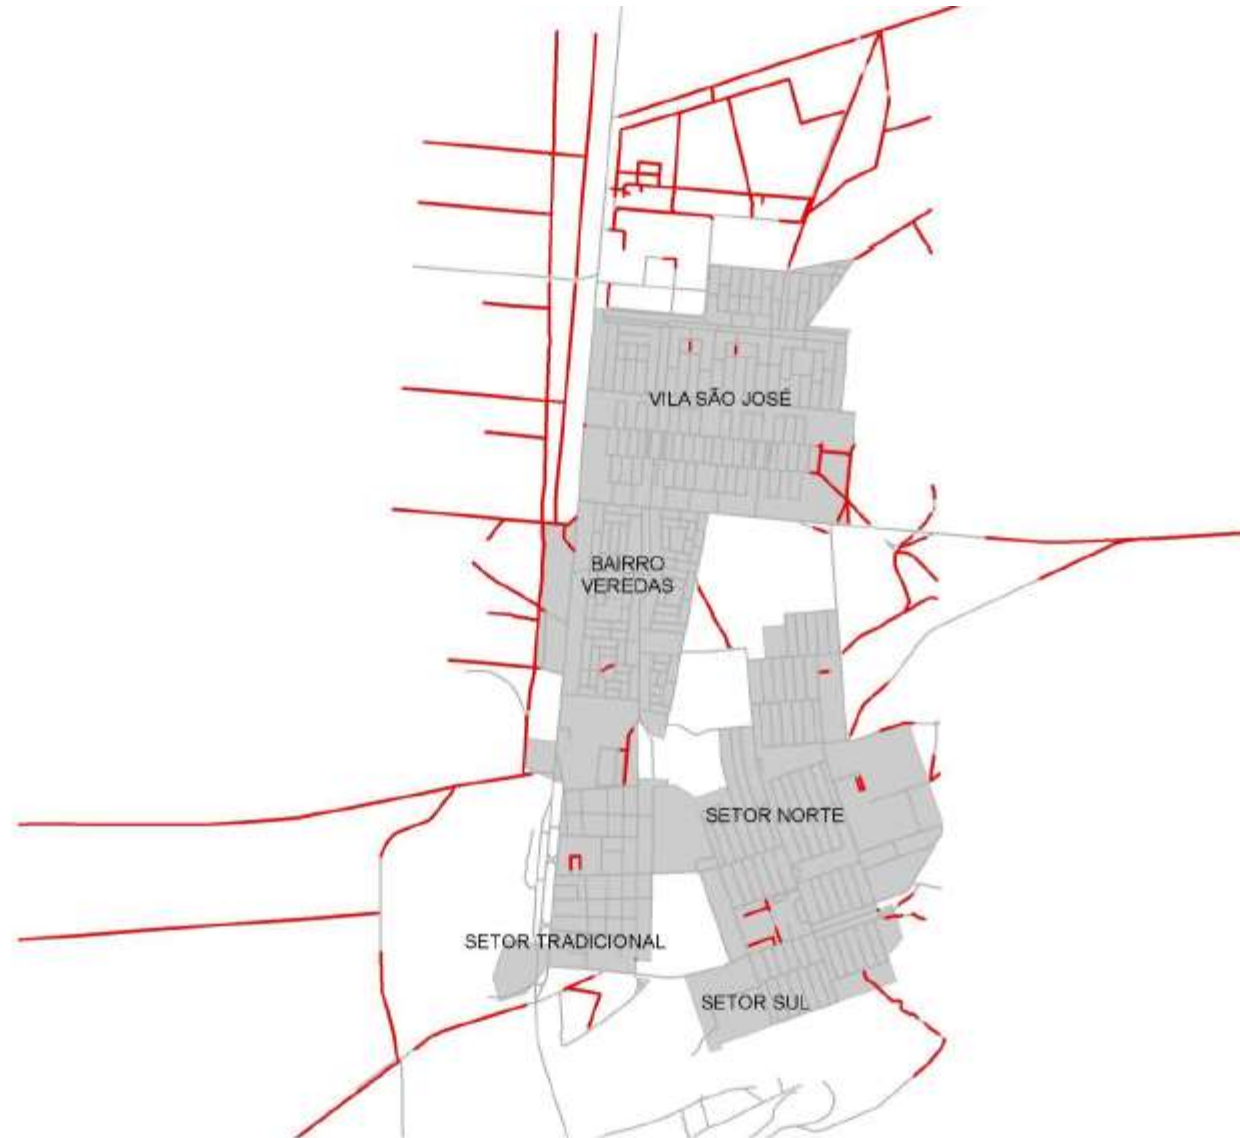 VILA SÃO JOSÉ
BAIRRO
VEREDAS
SETOR NORTE
SETOR TRADICIONAL
SETOR SUL